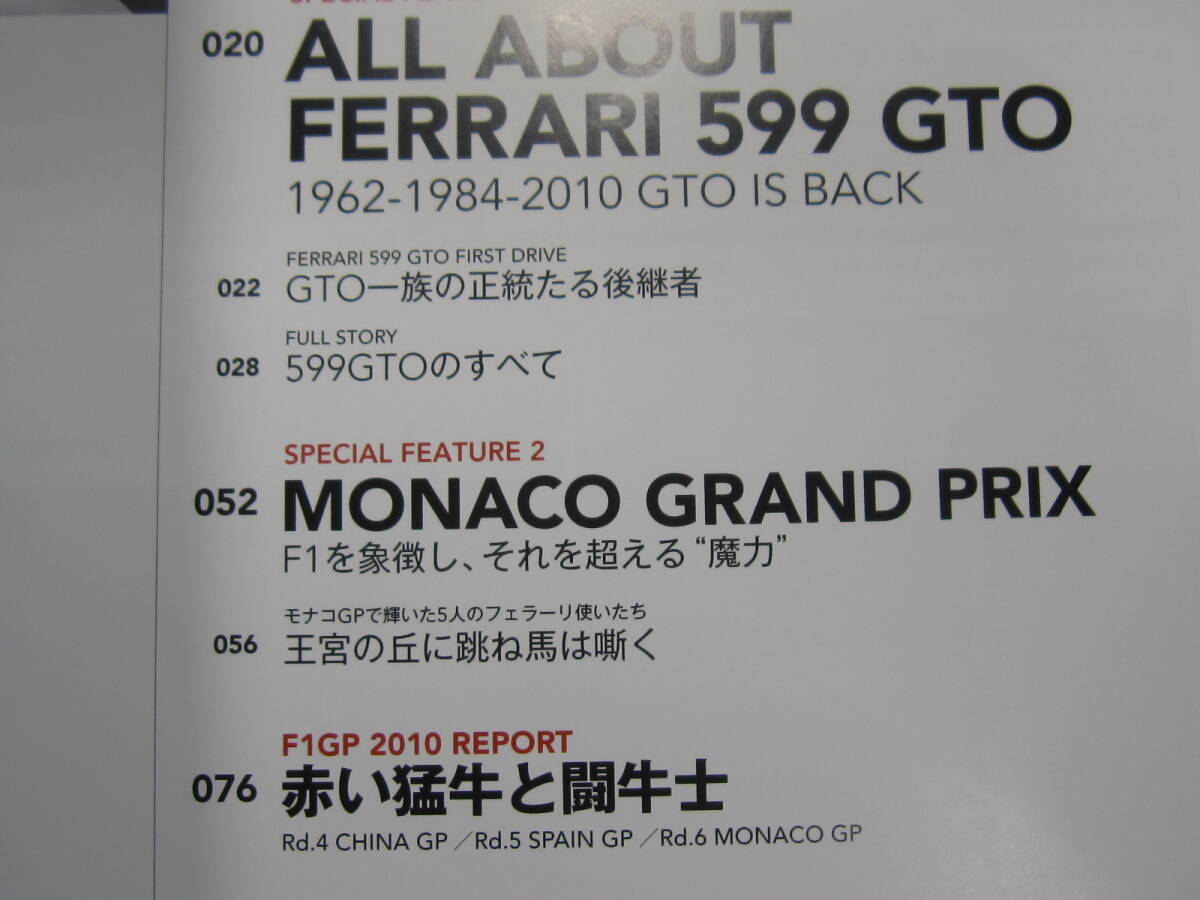 020
ALL ABOUT
FERRARI 599 GTO
1962-1984-2010 GTO IS BACK
FERRARI 599 GTO FIRST DRIVE
022 GTO一族の正統たる後継者
FULL STORY
028 599GTOのすべて
SPECIAL FEATURE 2
052 MONACO GRAND PRIX
F1を象徴し、それを超える“魔力”
モナコGPで輝いた5人のフェラーリ使いたち
056 王宮の丘に跳ね馬は嘶く
F1GP 2010 REPORT
076 赤い猛牛と闘牛士
Rd.4 CHINA GP／Rd.5 SPAIN GP／Rd.6 MONACO GP